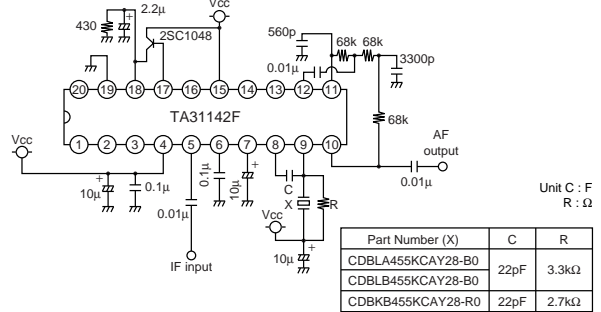 Vcc
2.2μ
+
430
2SC1048
560p
68k 68k
0.01μ
3300p
20 19 18 17 16 15 14 13 12 11
TA31142F
68k
1 2 3 4 5 6 7 8 9 10
Vcc
AF
output
+
10μ
0.1μ
0.01μ
0.1μ
+
10μ
C
X
R
0.01μ
Vcc
+
10μ
IF input
Unit C : F
R : Ω
Part Number (X) C R
CDBLA455KCAY28-B0
22pF 3.3kΩ
CDBLB455KCAY28-B0
CDBKB455KCAY28-R0 22pF 2.7kΩ